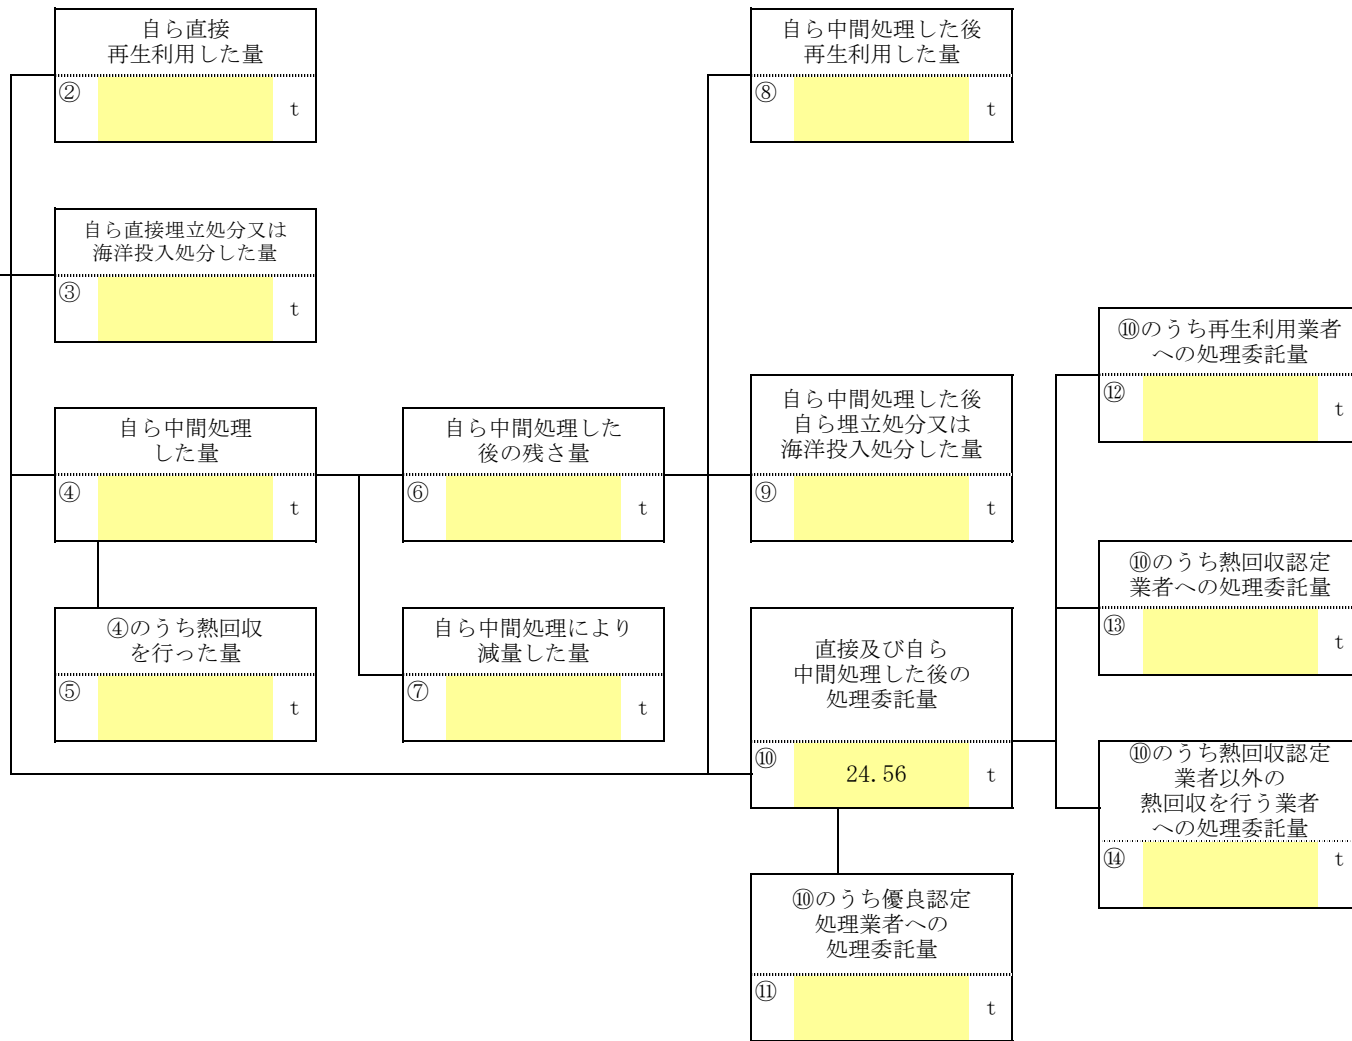 自ら直接
再生利用した量
②
t
自ら中間処理した後
再生利用した量
⑧
t
自ら直接埋立処分又は
海洋投入処分した量
③
t
⑩のうち再生利用業者
への処理委託量
⑫
t
自ら中間処理
した量
④
t
自ら中間処理した
後の残さ量
⑥
t
自ら中間処理した後
自ら埋立処分又は
海洋投入処分した量
⑨
t
⑩のうち熱回収認定
業者への処理委託量
⑬
t
④のうち熱回収
を行った量
⑤
t
自ら中間処理により
減量した量
⑦
t
直接及び自ら
中間処理した後の
処理委託量
⑩
24.56
t
⑩のうち熱回収認定
業者以外の
熱回収を行う業者
への処理委託量
⑭
t
⑩のうち優良認定
処理業者への
処理委託量
⑪
t